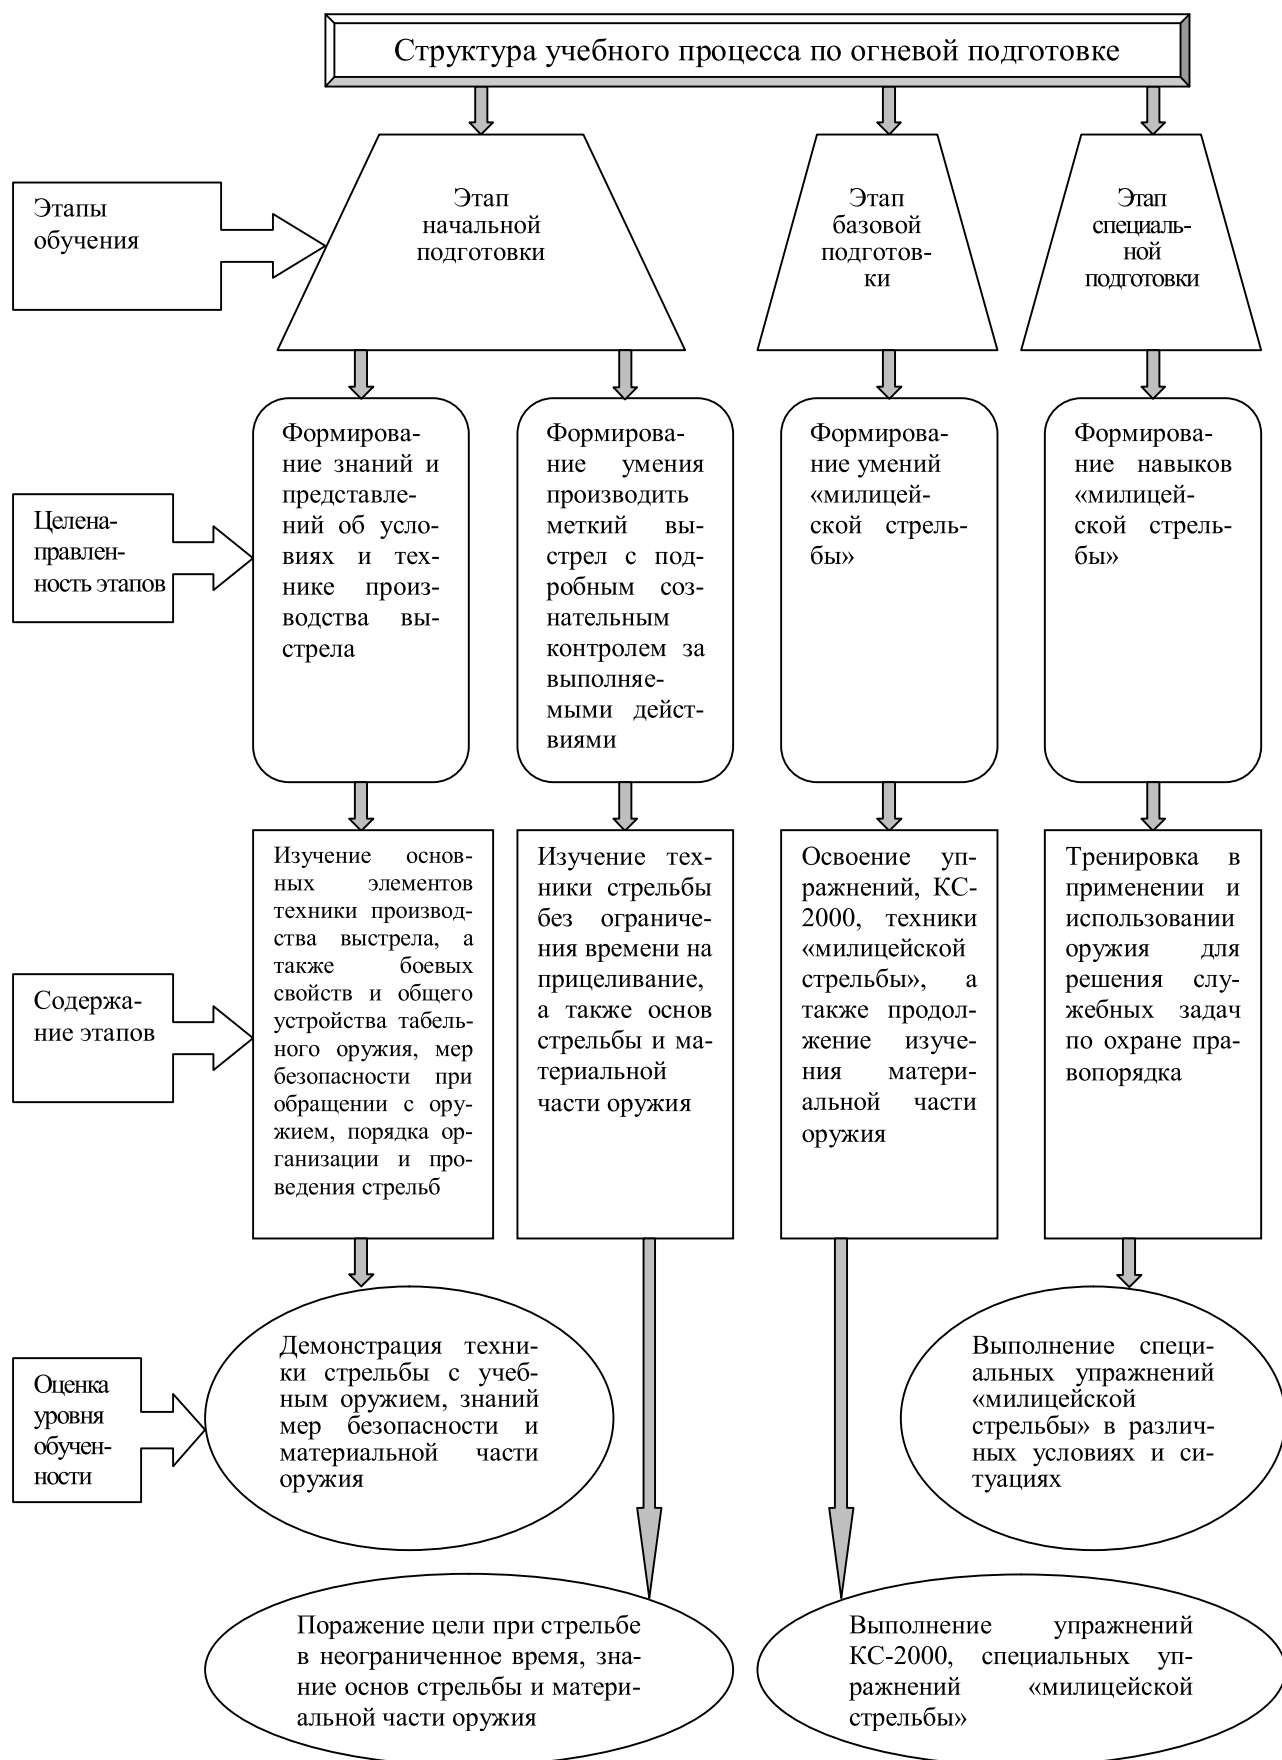 Структура учебного процесса по огневой подготовке
Этапы
обучения
Этап
начальной
подготовки
Этап
базовой
подготов-
ки
Этап
специаль-
ной
подготовки
Целена-
правлен-
ность этапов
Формирова-
ние знаний и
представле-
ний об усло-
виях и тех-
нике произ-
водства вы-
стрела
Формирова-
ние умения
производить
меткий вы-
стрел с под-
робным соз-
нательным
контролем за
выполняе-
мыми дейст-
виями
Формирова-
ние умений
«милицей-
ской стрель-
бы»
Формирова-
ние навыков
«милицей-
ской стрель-
бы»
Содержа-
ние этапов
Изучение основ-
ных элементов
техники производ-
ства выстрела, а
также боевых
свойств и общего
устройства табель-
ного оружия, мер
безопасности при
обращении с ору-
жием, порядка ор-
ганизации и про-
ведения стрельб
Изучение тех-
ники стрельбы
без ограниче-
ния времени на
прицеливание,
а также основ
стрельбы и ма-
териальной
части оружия
Освоение уп-
ражнений, КС-
2000, техники
«милицейской
стрельбы», а
также продол-
жение изуче-
ния матери-
альной части
оружия
Тренировка в
применении и
использовании
оружия для
решения слу-
жебных задач
по охране пра-
вопорядка
Оценка
уровня
обучен-
ности
Демонстрация техни-
ки стрельбы с учеб-
ным оружием, знаний
мер безопасности и
материальной части
оружия
Выполнение специ-
альных упражнений
«милицейской
стрельбы» в различ-
ных условиях и си-
туациях
Поражение цели при стрельбе
в неограниченное время, зна-
ние основ стрельбы и матери-
альной части оружия
Выполнение упражнений
КС-2000, специальных уп-
ражнений «милицейской
стрельбы»